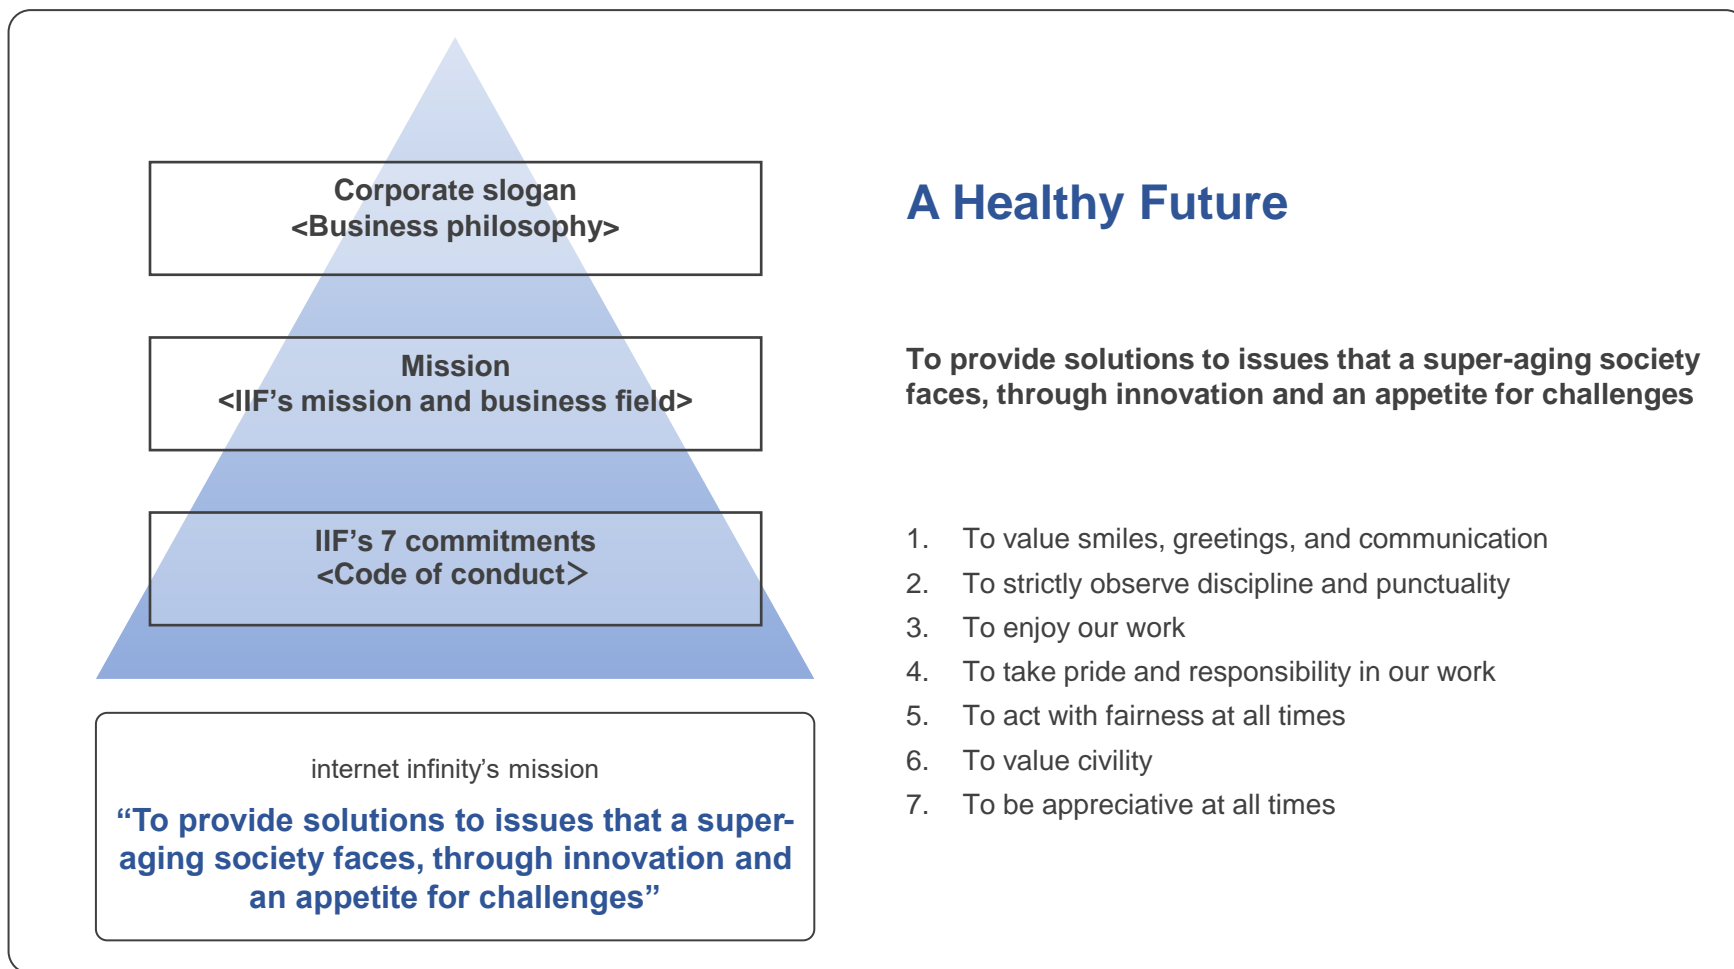 Corporate slogan
<Business philosophy>
A Healthy Future
Mission
<IIF’s mission and business field>
To provide solutions to issues that a super-aging society
faces, through innovation and an appetite for challenges
IIF’s 7 commitments
<Code of conduct＞
1. To value smiles, greetings, and communication
2. To strictly observe discipline and punctuality
3. To enjoy our work
4. To take pride and responsibility in our work
5. To act with fairness at all times
6. To value civility
7. To be appreciative at all times
internet infinity’s mission
“To provide solutions to issues that a super-
aging society faces, through innovation and
an appetite for challenges”